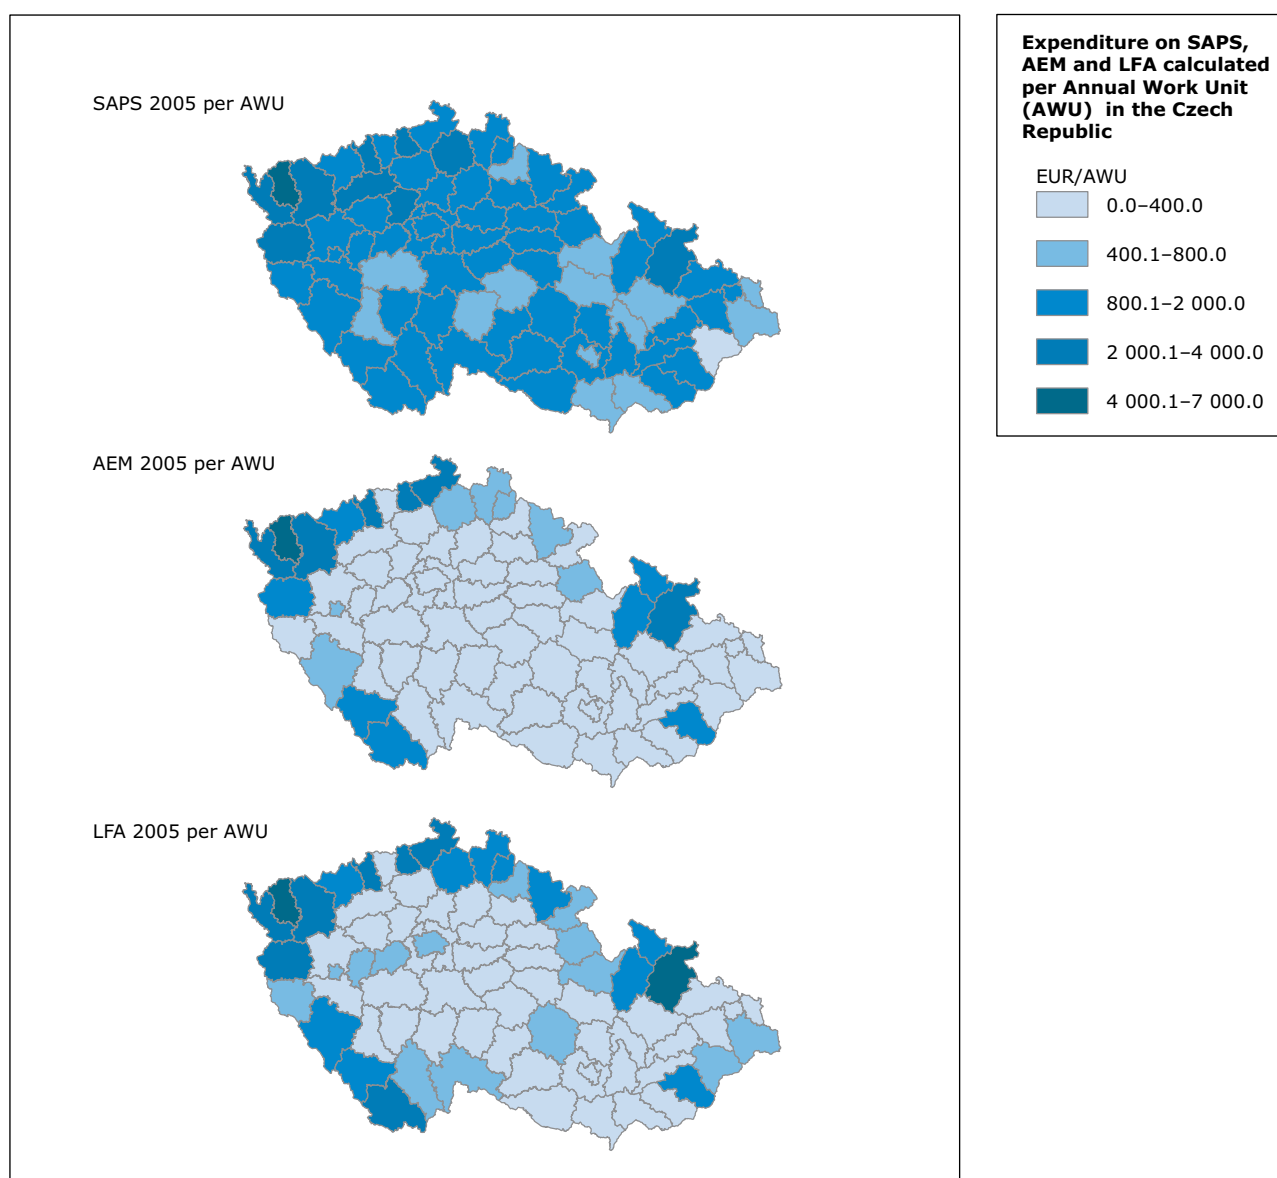 SAPS 2005 per AWU
AEM 2005 per AWU
LFA 2005 per AWU
Expenditure on SAPS,
AEM and LFA calculated
per Annual Work Unit
(AWU) in the Czech
Republic
EUR/AWU
0.0–400.0
400.1–800.0
800.1–2 000.0
2 000.1–4 000.0
4 000.1–7 000.0